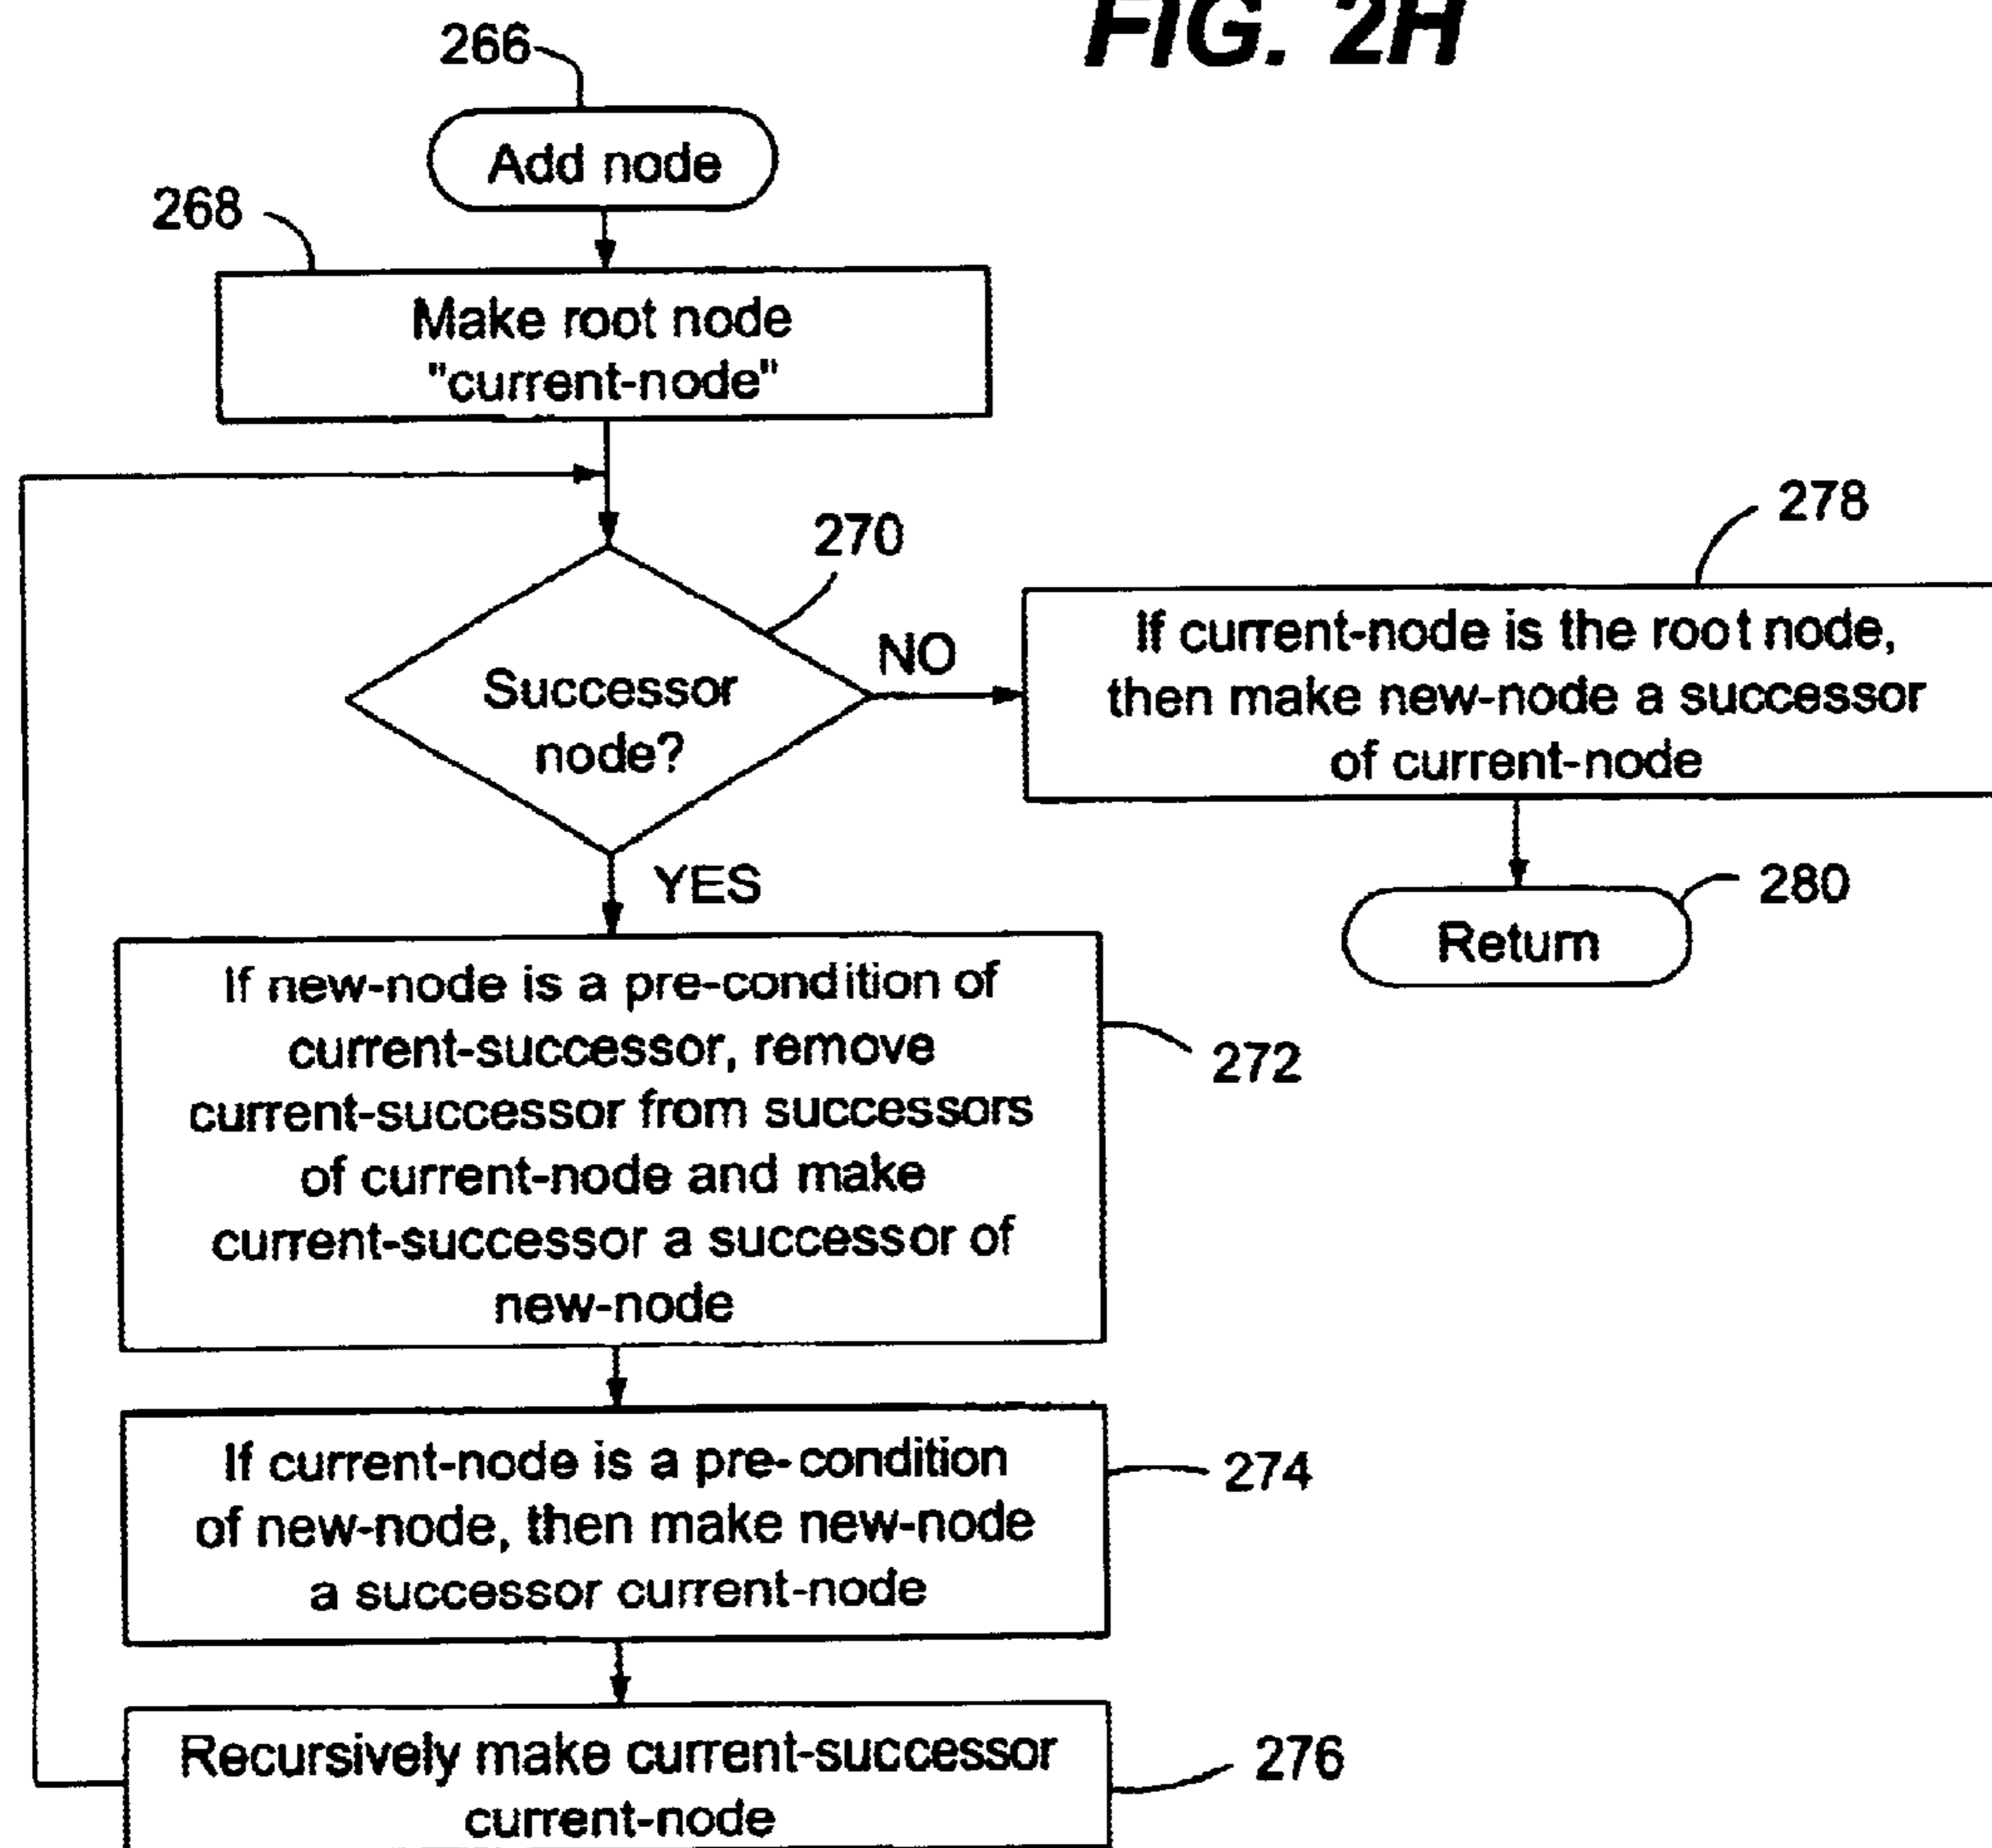 FIG. 2H
266
Add node
268
Make root node
"current-node"
270
Successor
node?
NO
278
If current-node is the root node,
then make new-node a successor
of current-node
280
Return
YES
If new-node is a pre-condition of
current-successor, remove
current-successor from successors
of current-node and make
current-successor a successor of
new-node
272
If current-node is a pre-condition
of new-node, then make new-node
a successor current-node
274
Recursively make current-successor
current-node
276